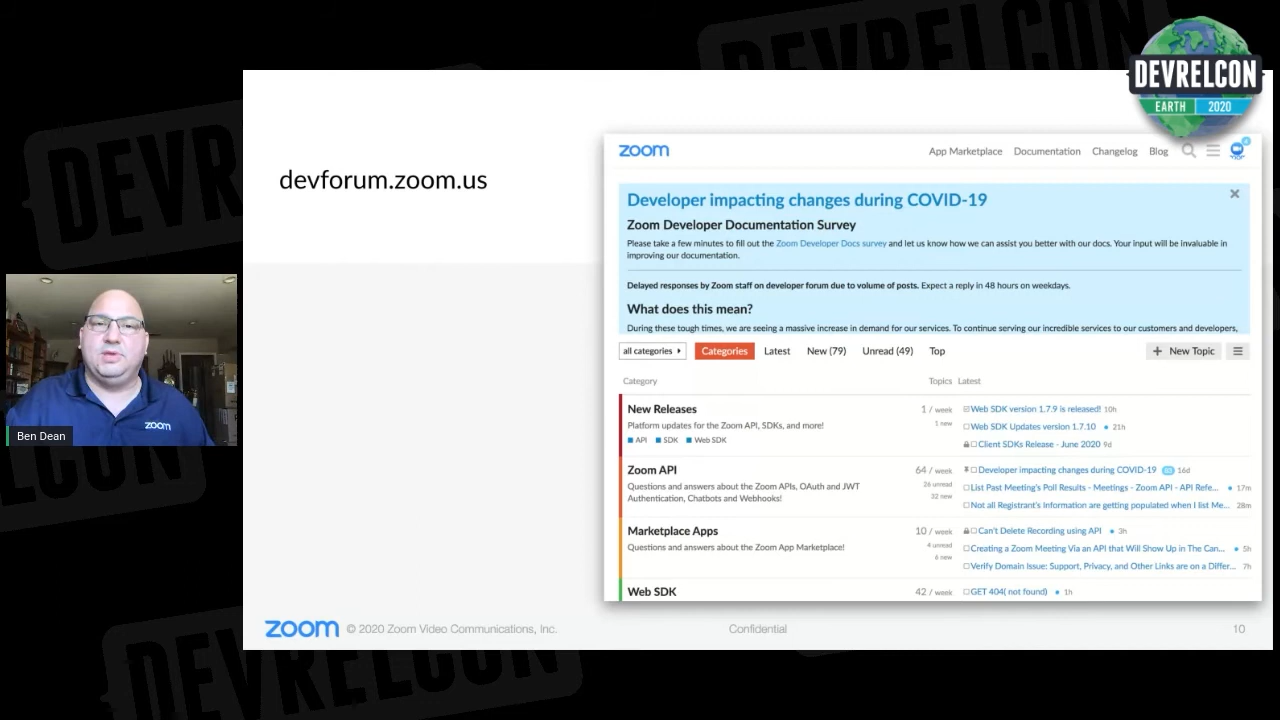 DEVRELCON
EARTH 2020
devforum.zoom.us
zoom
App Marketplace Documentation Changelog Blog
Developer impacting changes during COVID-19
Zoom Developer Documentation Survey
Please take a few minutes to fill out the Zoom Developer Docs survey and let us know how we can assist you better with our docs. Your input will be invaluable in
improving our documentation.
Delayed responses by Zoom staff on developer forum due to volume of posts. Expect a reply in 48 hours on weekdays.
What does this mean?
During these tough times, we are seeing a massive increase in demand for our services. To continue serving our incredible services to our customers and developers,
all categories Categories Latest New (79) Unread (49) Top + New Topic
Category Topics Latest
New Releases
Platform updates for the Zoom API, SDKs, and more!
API SDK Web SDK
1 / week
1 new
Web SDK version 1.7.9 is released! 10h
Web SDK Updates version 1.7.10 21h
Client SDKs Release - June 2020 9d
Zoom API
Questions and answers about the Zoom APIs, OAuth and JWT
Authentication, Chatbots and Webhooks!
64 / week
26 unread
32 new
Developer impacting changes during COVID-19 16d
List Past Meeting's Poll Results - Meetings - Zoom API - API Refe... 17m
Not all Registrant's Information are getting populated when I list Me... 28m
Marketplace Apps
Questions and answers about the Zoom App Marketplace!
10 / week
4 unread
6 new
Can't Delete Recording using API 3h
Creating a Zoom Meeting Via an API that Will Show Up in The Can... 5h
Verify Domain Issue: Support, Privacy, and Other Links are on a Differ... 7h
Web SDK
42 / week
GET 404( not found) 1h
zoom
Ben Dean
zoom © 2020 Zoom Video Communications, Inc. Confidential 10